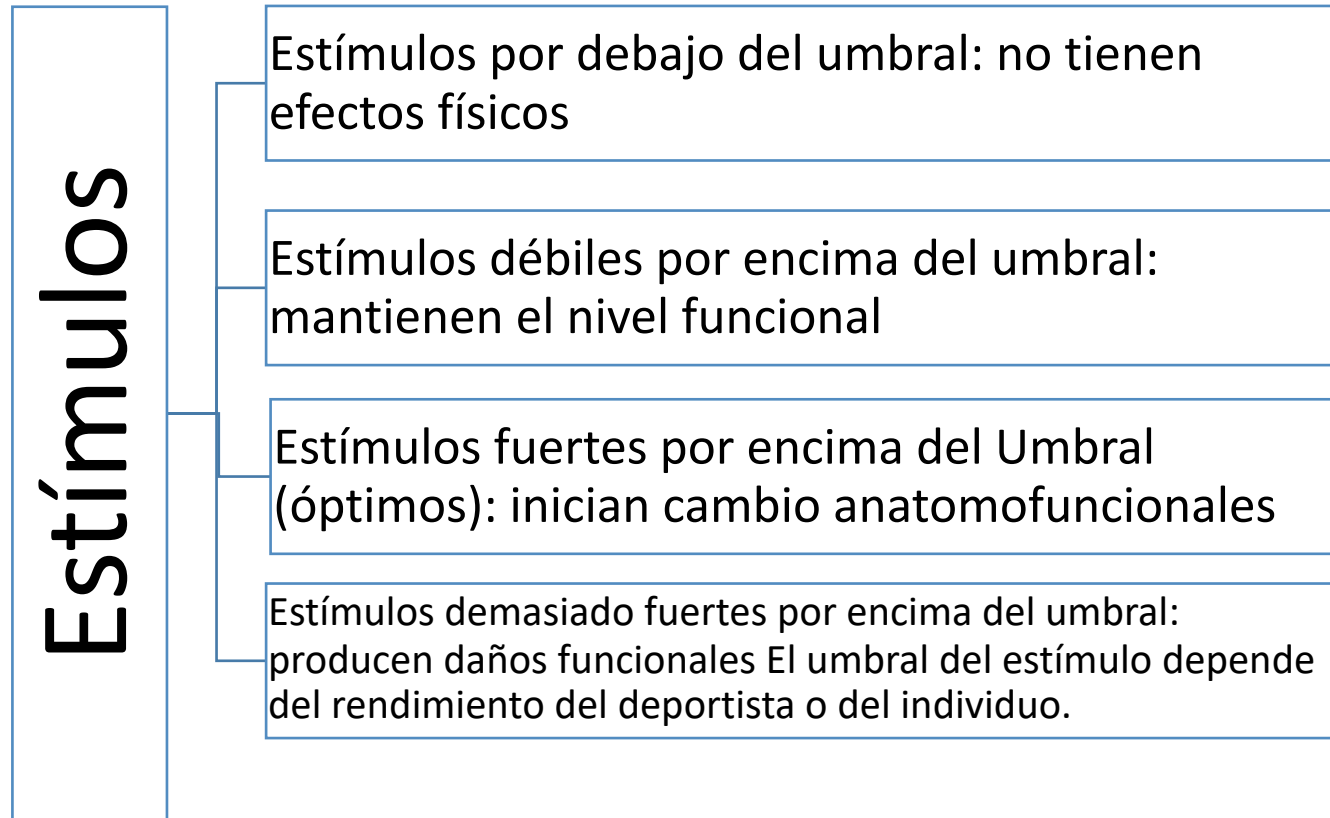 Estímulos
Estímulos por debajo del umbral: no tienen
efectos físicos
Estímulos débiles por encima del umbral:
mantienen el nivel funcional
Estímulos fuertes por encima del Umbral
(óptimos): inician cambio anatomofuncionales
Estímulos demasiado fuertes por encima del umbral:
producen daños funcionales El umbral del estímulo depende
del rendimiento del deportista o del individuo.